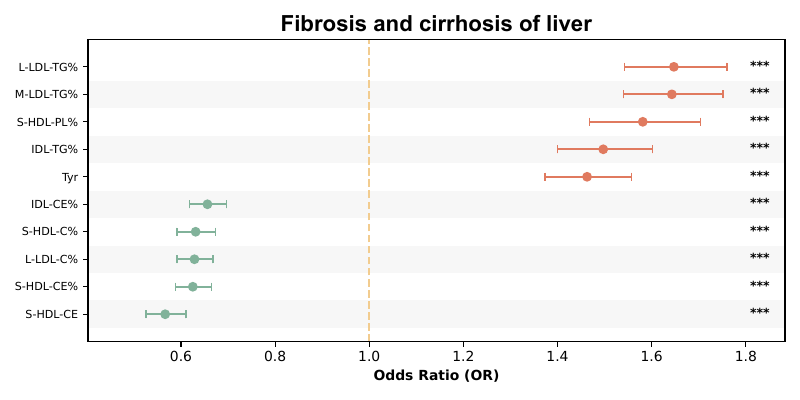 Fibrosis and cirrhosis of liver
L-LDL-TG% ***
M-LDL-TG% ***
S-HDL-PL% ***
IDL-TG% ***
Tyr ***
IDL-CE% ***
S-HDL-C% ***
L-LDL-C% ***
S-HDL-CE% ***
S-HDL-CE ***
0.6 0.8 1.0 1.2 1.4 1.6 1.8
Odds Ratio (OR)